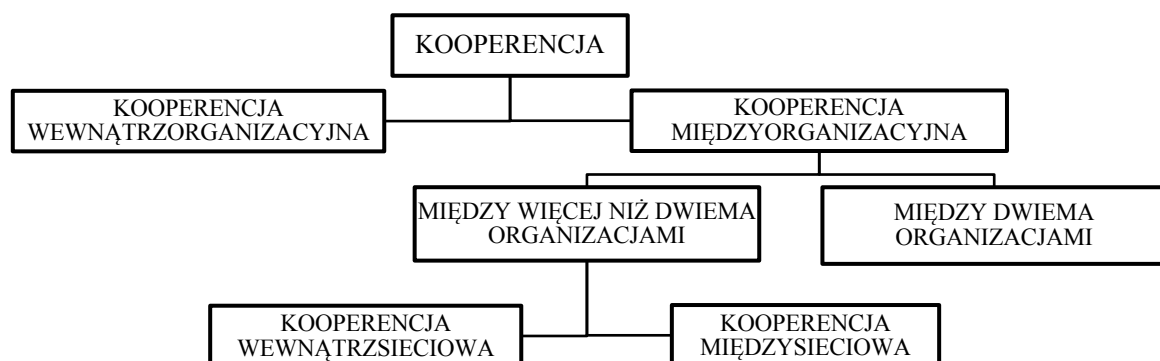 KOOPERENCJA
KOOPERENCJA
WEWNĄTRZORGANIZACYJNA
KOOPERENCJA
MIĘDZYORGANIZACYJNA
MIĘDZY WIĘCEJ NIŻ DWIEMA
ORGANIZACJAMI
MIĘDZY DWIEMA
ORGANIZACJAMI
KOOPERENCJA
WEWNĄTRZSIECIOWA
KOOPERENCJA
MIĘDZYSIECIOWA